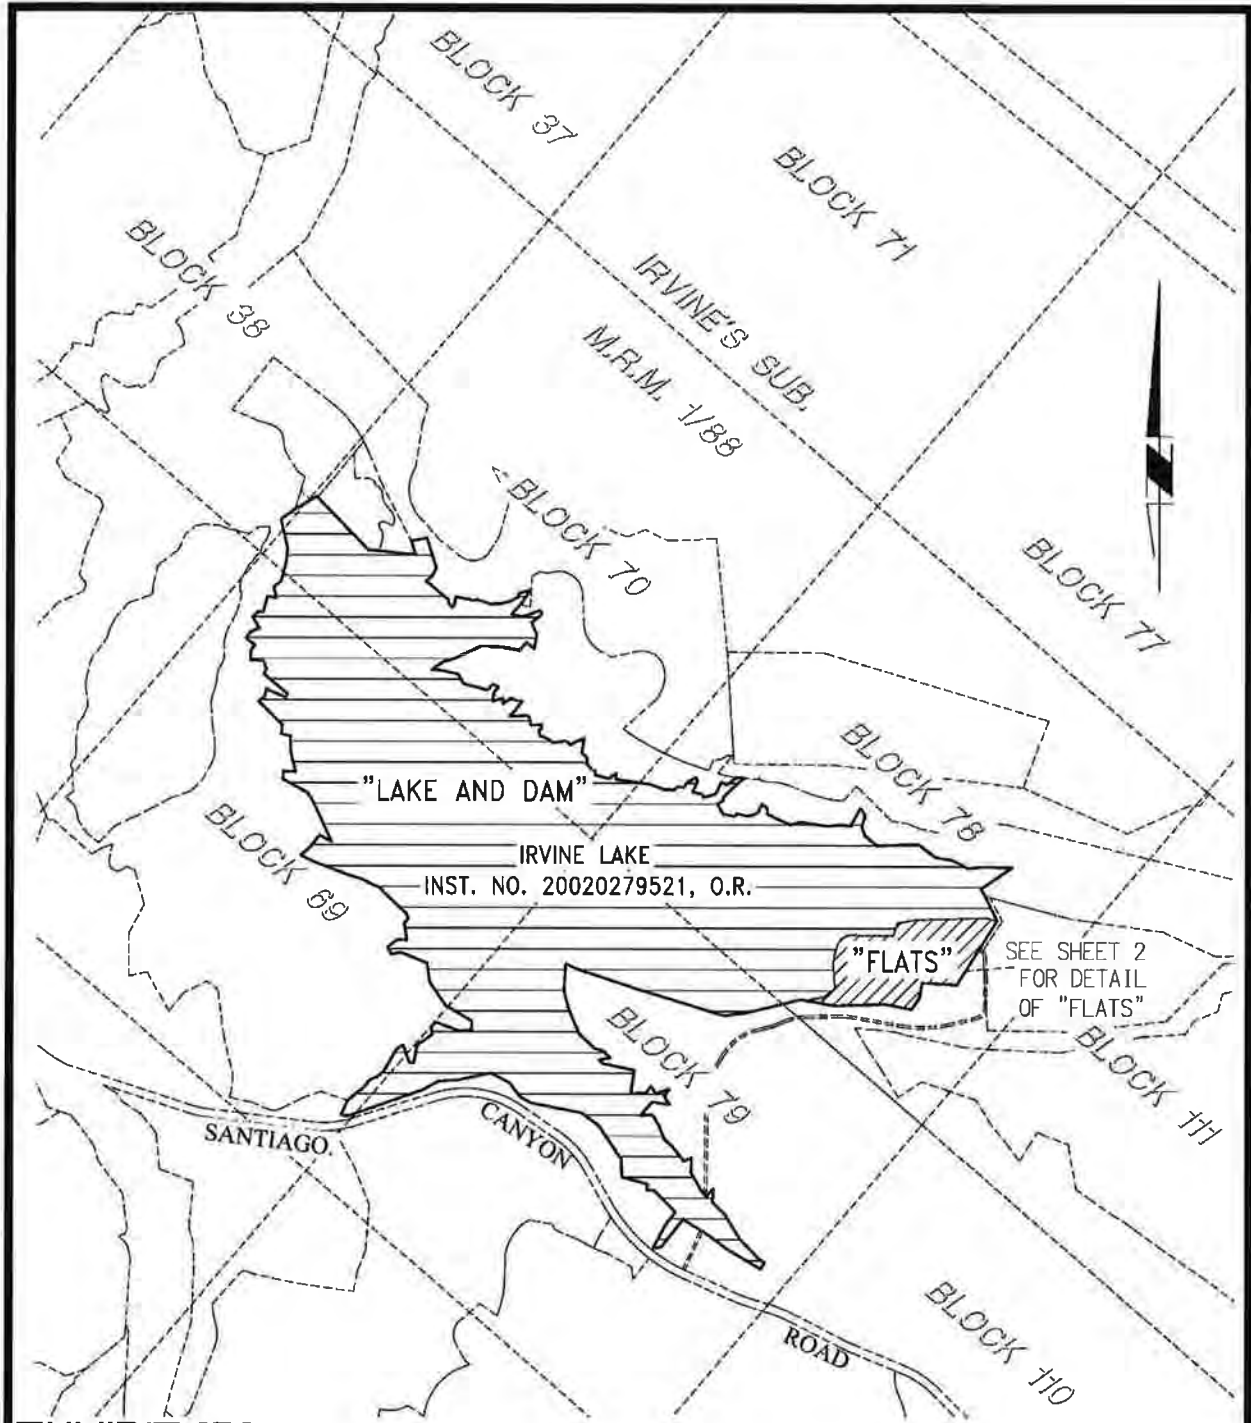 BLOCK 37
BLOCK 71
BLOCK 38
IRVINE'S SUB.
M.R.M. 1/88
BLOCK 70
BLOCK 77
BLOCK 78
"LAKE AND DAM"
BLOCK 69
IRVINE LAKE
INST. NO. 20020279521, O.R.
"FLATS"
SEE SHEET 2
FOR DETAIL
OF "FLATS"
BLOCK 79
BLOCK 111
SANTIAGO
CANYON
ROAD
BLOCK 110